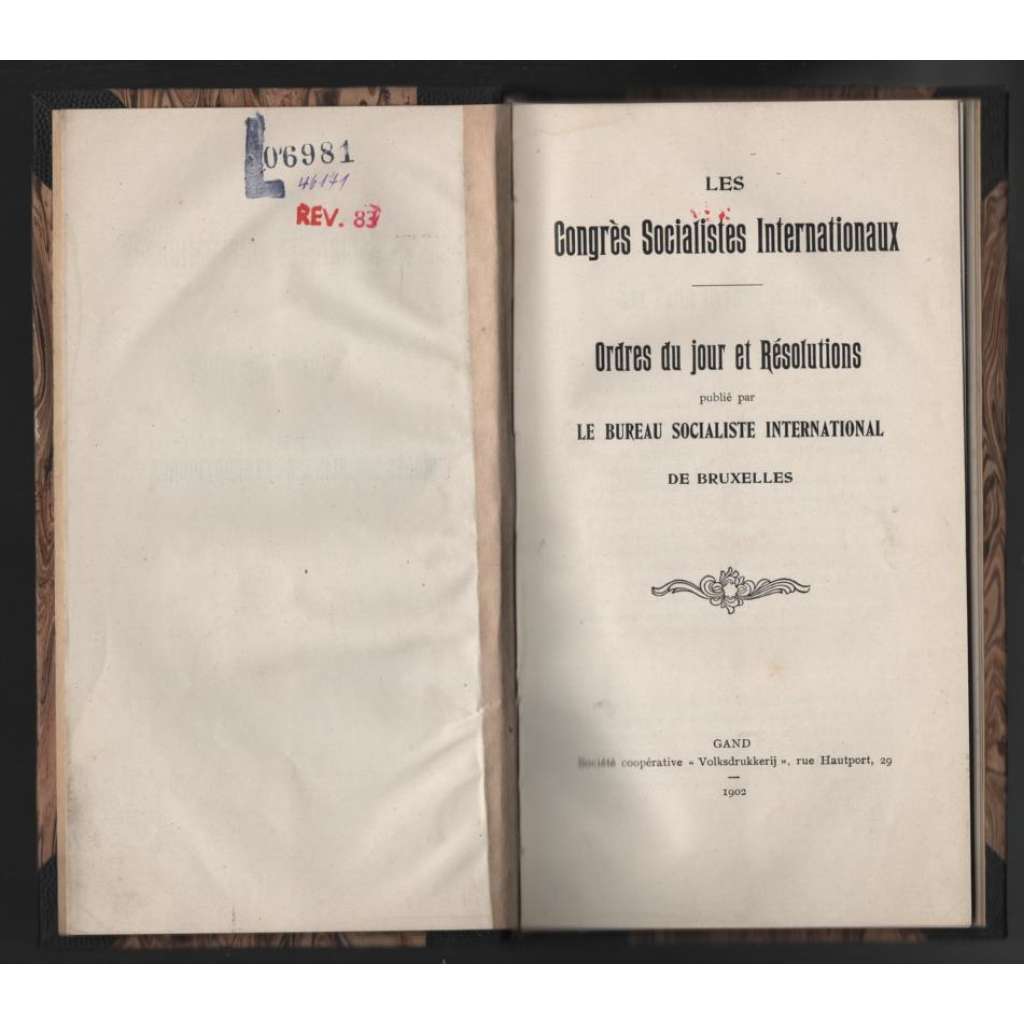 L06981
46171
REV. 83
LES
Congrès Socialistes Internationaux
Ordres du jour et Résolutions
publié par
LE BUREAU SOCIALISTE INTERNATIONAL
DE BRUXELLES
GAND
Société coopérative « Volksdrukkerij », rue Hautport, 29
1902